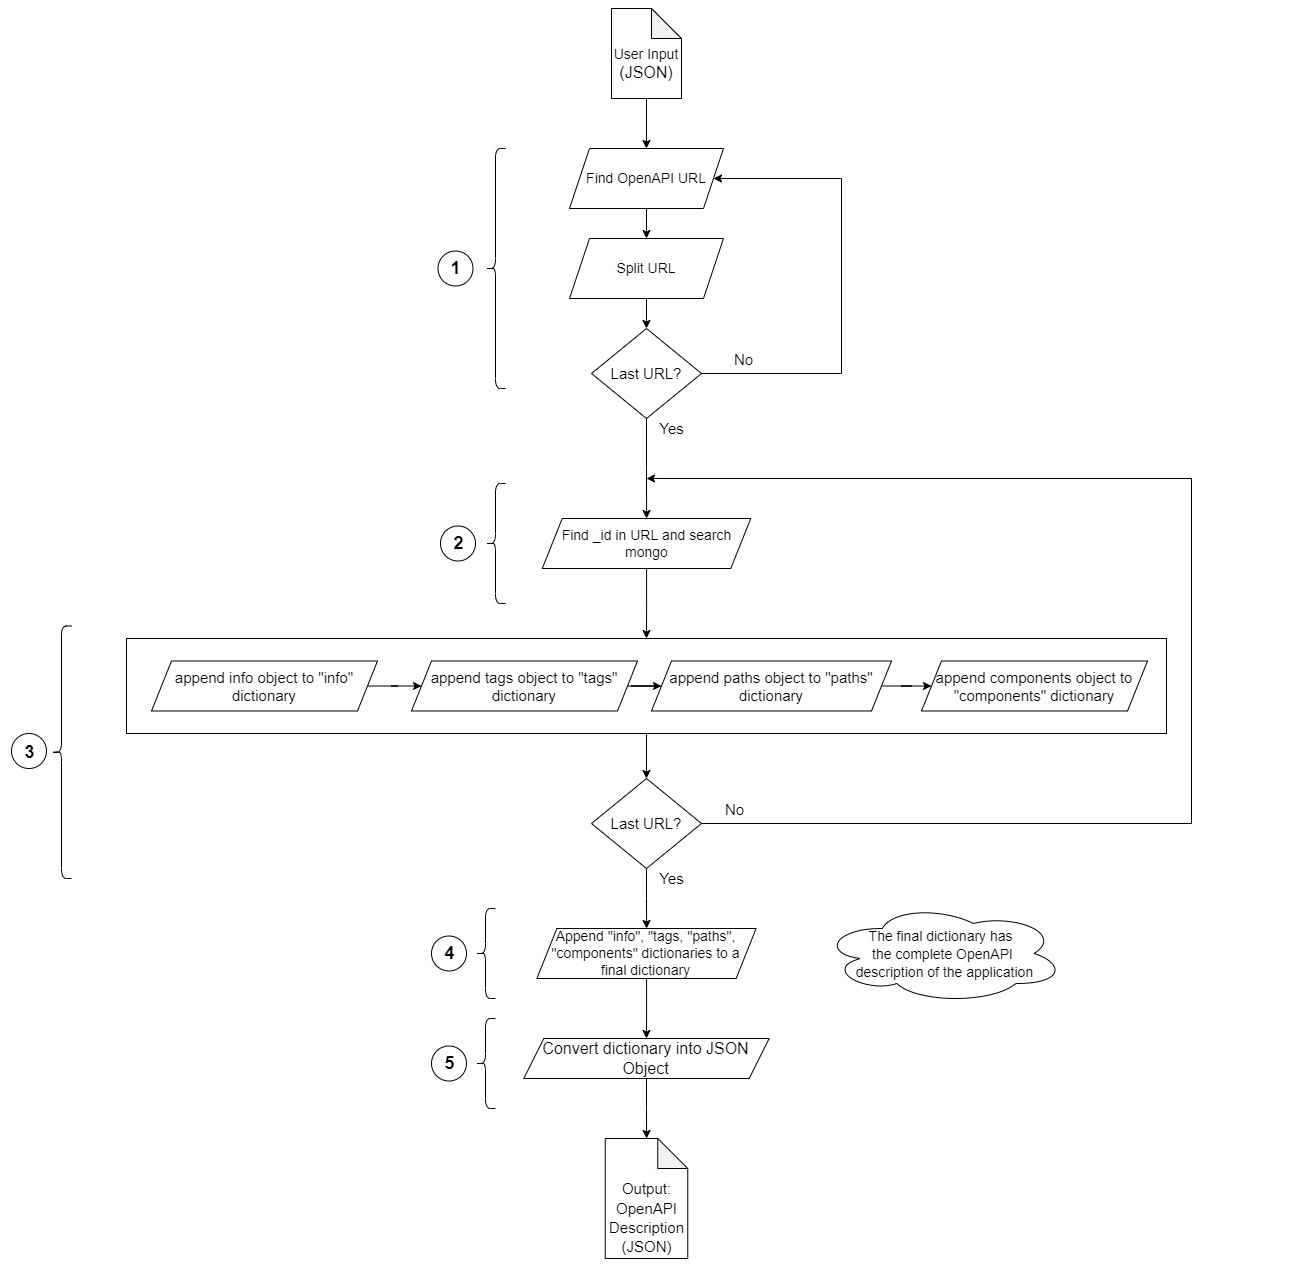 User Input
(JSON)
Find OpenAPI URL
1
Split URL
Last URL?
No
Yes
2
Find _id in URL and search
mongo
3
append info object to "info"
dictionary
append tags object to "tags"
dictionary
append paths object to "paths"
dictionary
append components object to
"components" dictionary
Last URL?
No
Yes
4
Append "info", "tags, "paths",
"components" dictionaries to a
final dictionary
The final dictionary has
the complete OpenAPI
description of the application
5
Convert dictionary into JSON
Object
Output:
OpenAPI
Description
(JSON)